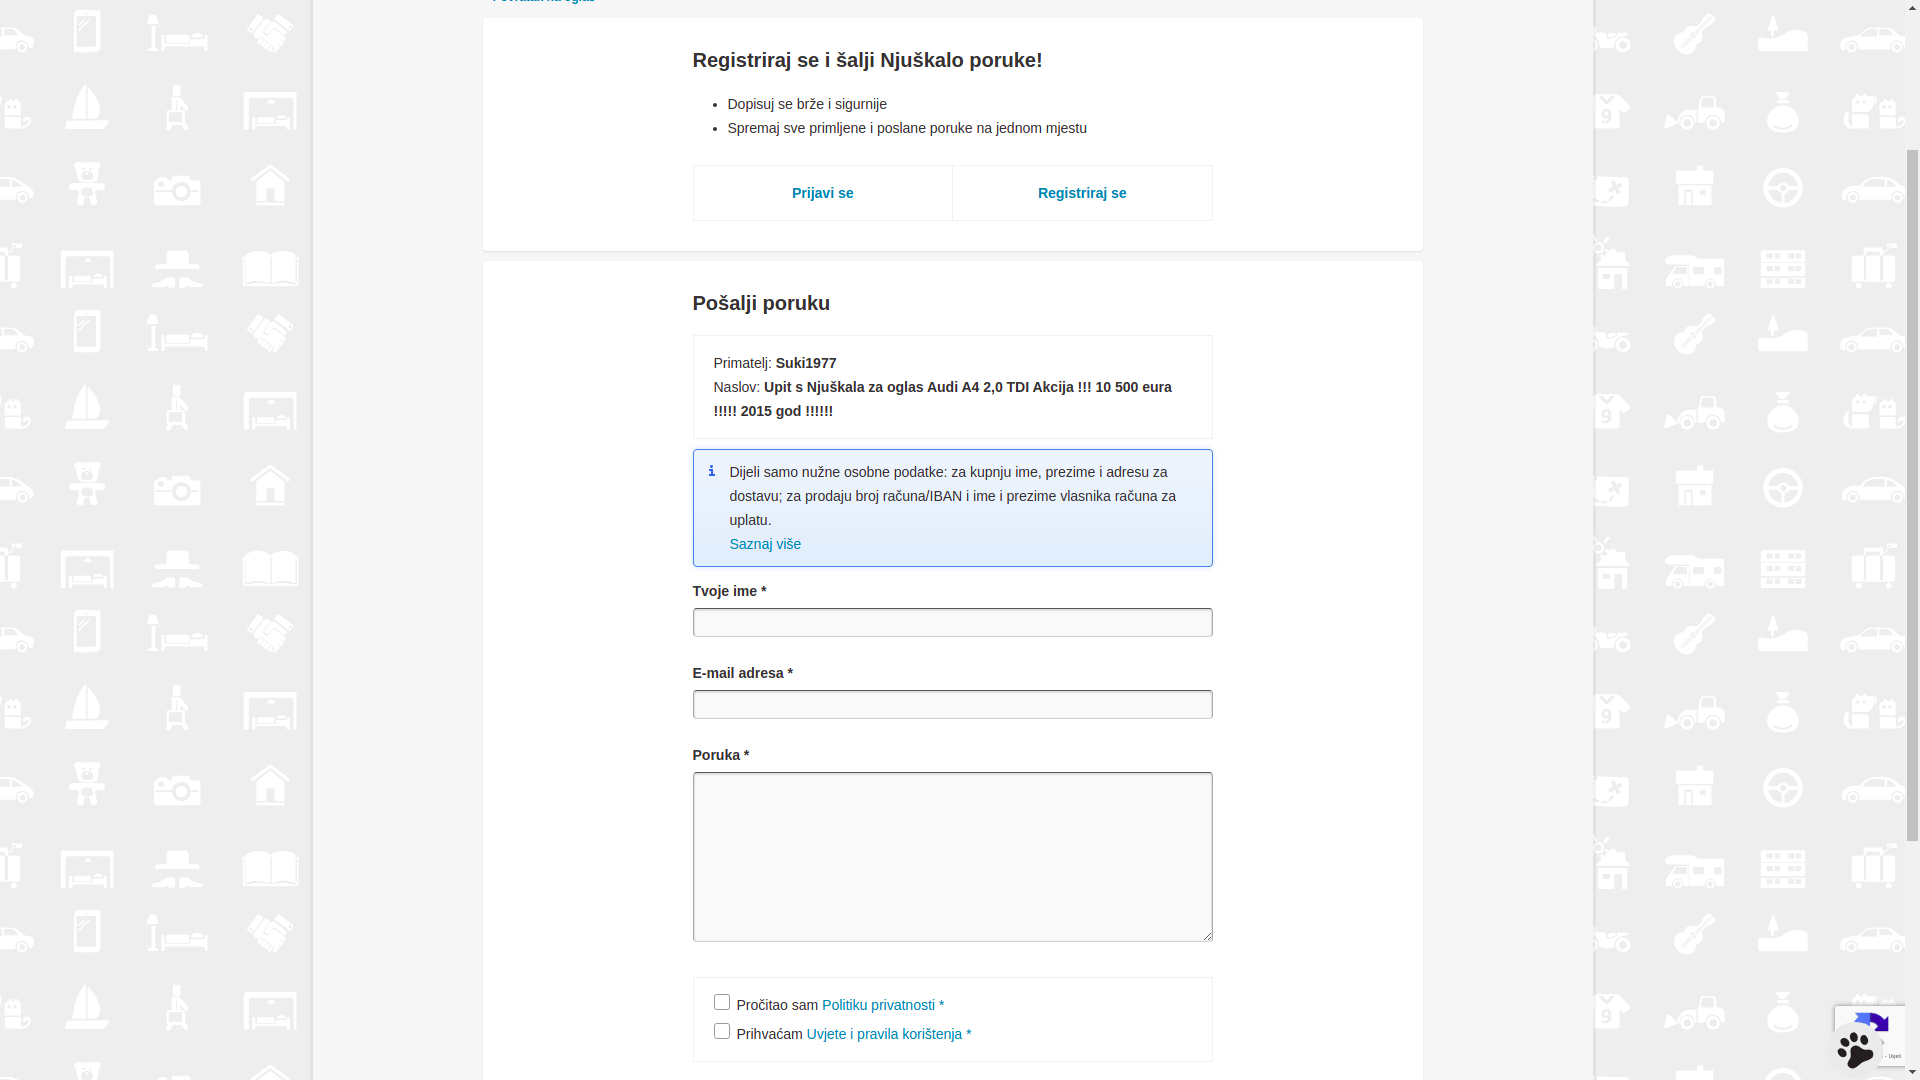 Registriraj se i šalji Njuškalo poruke!
Dopisuj se brže i sigurnije
Spremaj sve primljene i poslane poruke na jednom mjestu
Prijavi se
Registriraj se
Pošalji poruku
Primatelj: Suki1977
Naslov: Upit s Njuškala za oglas Audi A4 2,0 TDI Akcija !!! 10 500 eura
!!!!! 2015 god !!!!!!
Dijeli samo nužne osobne podatke: za kupnju ime, prezime i adresu za
dostavu; za prodaju broj računa/IBAN i ime i prezime vlasnika računa za
uplatu.
Saznaj više
Tvoje ime *
E-mail adresa *
Poruka *
Pročitao sam Politiku privatnosti *
Prihvaćam Uvjete i pravila korištenja *